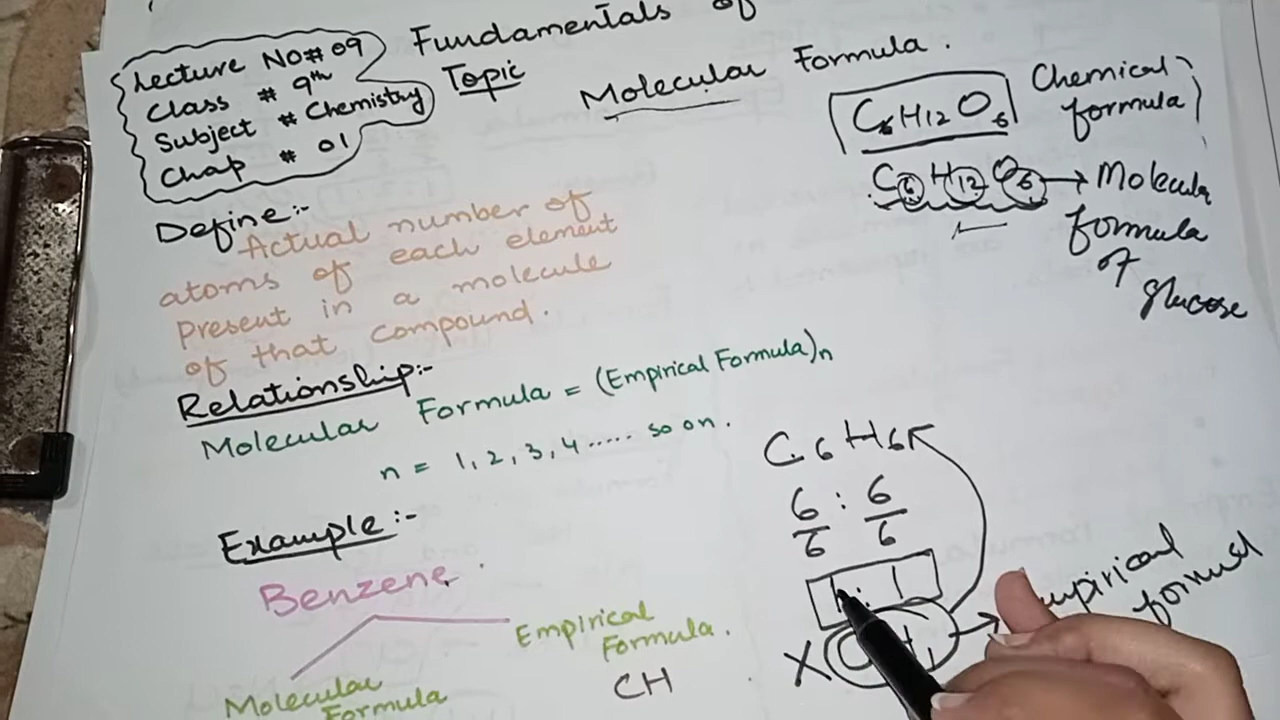 Lecture NO# 09
Class # 9th
Subject # Chemistry
Chap # 01
Fundamentals of
Topic
Molecular Formula.
C6H12O6
Chemical formula
C6H12O6 → Molecular
formula
of
glucose
Define:-
Actual number of
atoms of each element
Present in a molecule
of that compound.
Relationship:-
Molecular Formula = (Empirical Formula)n
n = 1, 2, 3, 4 ..... so on.
C6H6
6/6 : 6/6
1 : 1
Example :-
Benzene.
Empirical
Formula.
CH
Molecular
Formula